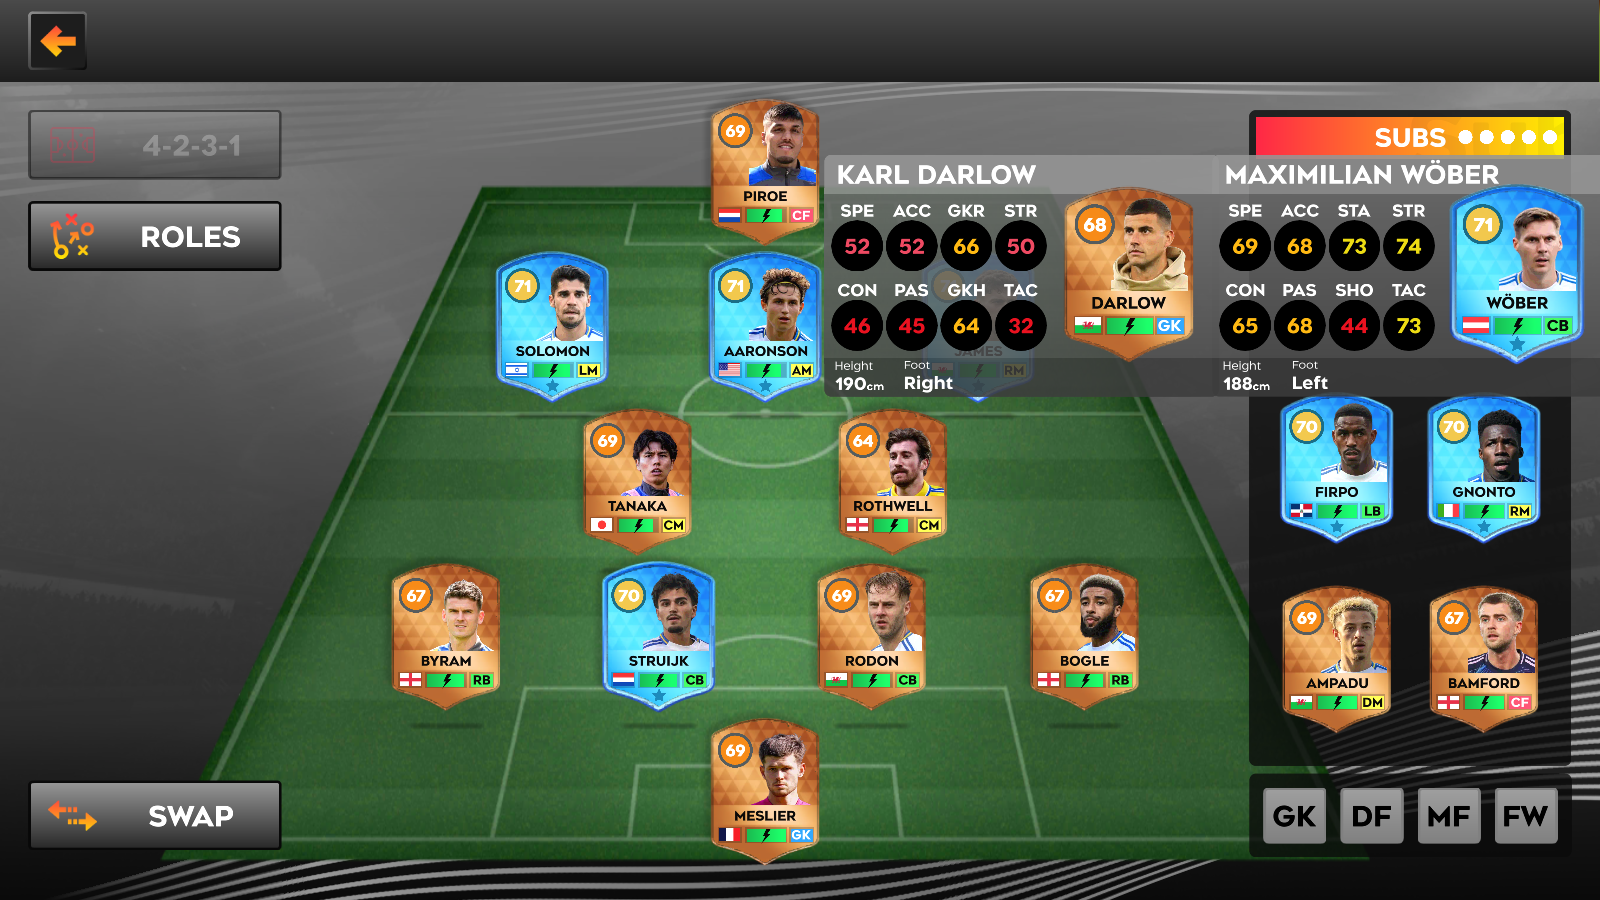 4-2-3-1
ROLES
SWAP
69
PIROE
CF
71
SOLOMON
LM
71
AARONSON
AM
JAMES
RM
69
TANAKA
CM
64
ROTHWELL
CM
67
BYRAM
RB
70
STRUIJK
CB
69
RODON
CB
67
BOGLE
RB
69
MESLIER
GK
KARL DARLOW
SPE ACC GKR STR
52 52 66 50
CON PAS GKH TAC
46 45 64 32
Height Foot
190cm Right
68
DARLOW
GK
SUBS
MAXIMILIAN WÖBER
SPE ACC STA STR
69 68 73 74
CON PAS SHO TAC
65 68 44 73
Height Foot
188cm Left
71
WÖBER
CB
70
FIRPO
LB
70
GNONTO
RM
69
AMPADU
DM
67
BAMFORD
CF
GK DF MF FW